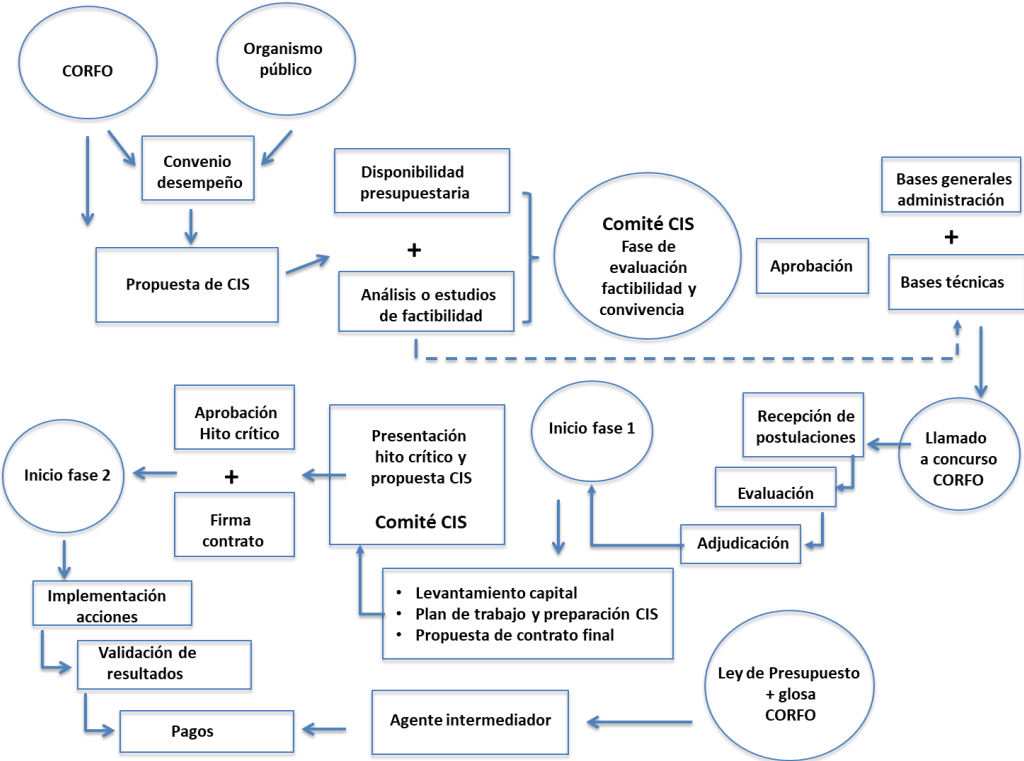 CORFO
Organismo
público
Convenio
desempeño
Propuesta de CIS
Disponibilidad
presupuestaria
+
Análisis o estudios
de factibilidad
Comité CIS
Fase de
evaluación
factibilidad y
convivencia
Aprobación
Bases generales
administración
+
Bases técnicas
Llamado
a concurso
CORFO
Recepción de
postulaciones
Evaluación
Adjudicación
Inicio fase 1
• Levantamiento capital
• Plan de trabajo y preparación CIS
• Propuesta de contrato final
Presentación
hito crítico y
propuesta CIS
Comité CIS
Aprobación
Hito crítico
+
Firma
contrato
Inicio fase 2
Implementación
acciones
Validación de
resultados
Pagos
Agente intermediador
Ley de Presupuesto
+ glosa
CORFO